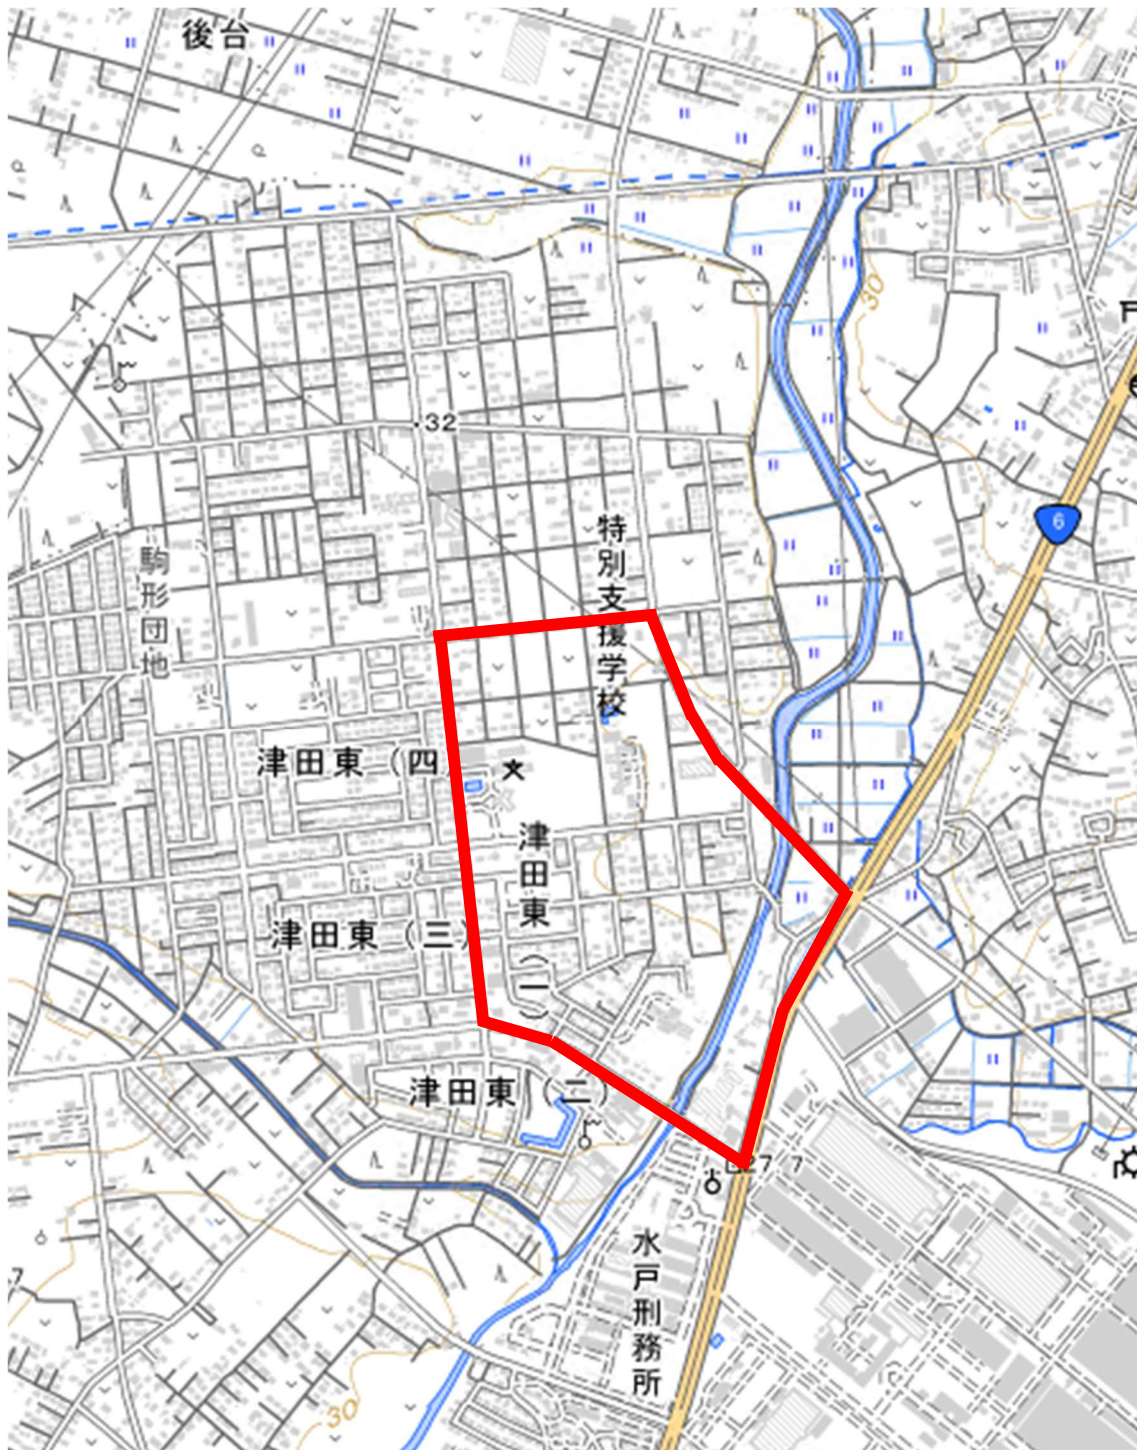 後台
30
32
6
特別支援学校
駒形団地
津田東（四）
津田東（一）
津田東（三）
津田東（二）
27 7
水戸刑務所
7
30